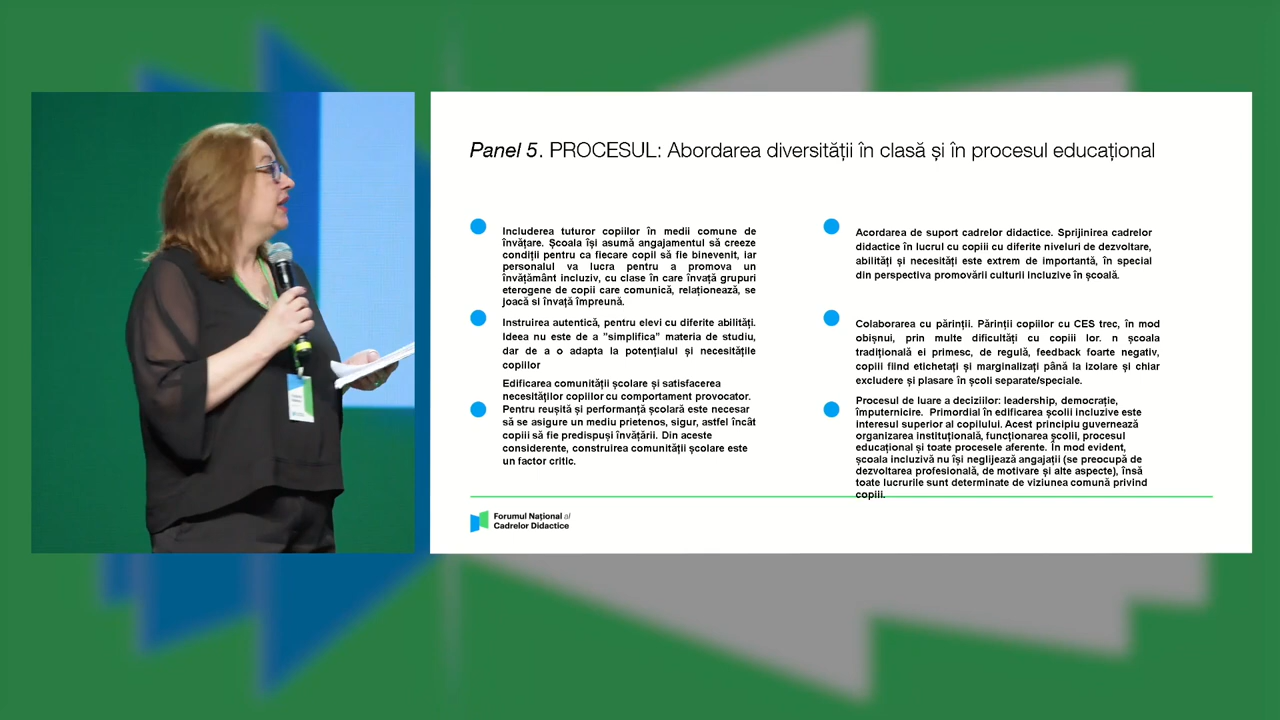 Panel 5. PROCESUL: Abordarea diversității în clasă și în procesul educațional
Includerea tuturor copiilor în medii comune de
învățare. Școala își asumă angajamentul să creeze
condiții pentru ca fiecare copil să fie binevenit, iar
personalul va lucra pentru a promova un
învățământ incluziv, cu clase în care învață grupuri
eterogene de copii care comunică, relaționează, se
joacă si învață împreună.
Instruirea autentică, pentru elevi cu diferite abilități.
Ideea nu este de a "simplifica" materia de studiu,
dar de a o adapta la potențialul și necesitățile
copiilor
Edificarea comunității școlare și satisfacerea
necesităților copiilor cu comportament provocator.
Pentru reușită și performanță școlară este necesar
să se asigure un mediu prietenos, sigur, astfel încât
copiii să fie predispuși învățării. Din aceste
considerente, construirea comunității școlare este
un factor critic.
Acordarea de suport cadrelor didactice. Sprijinirea cadrelor
didactice în lucrul cu copiii cu diferite niveluri de dezvoltare,
abilități și necesități este extrem de importantă, în special
din perspectiva promovării culturii incluzive în școală.
Colaborarea cu părinții. Părinții copiilor cu CES trec, în mod
obișnui, prin multe dificultăți cu copiii lor. n școala
tradițională ei primesc, de regulă, feedback foarte negativ,
copiii fiind etichetați și marginalizați până la izolare și chiar
excludere și plasare în școli separate/speciale.
Procesul de luare a deciziilor: leadership, democrație,
împuternicire. Primordial în edificarea școlii incluzive este
interesul superior al copilului. Acest principiu guvernează
organizarea instituțională, funcționarea școlii, procesul
educațional și toate procesele aferente. În mod evident,
școala incluzivă nu își neglijează angajații (se preocupă de
dezvoltarea profesională, de motivare și alte aspecte), însă
toate lucrurile sunt determinate de viziunea comună privind
copiii.
Forumul Național al
Cadrelor Didactice